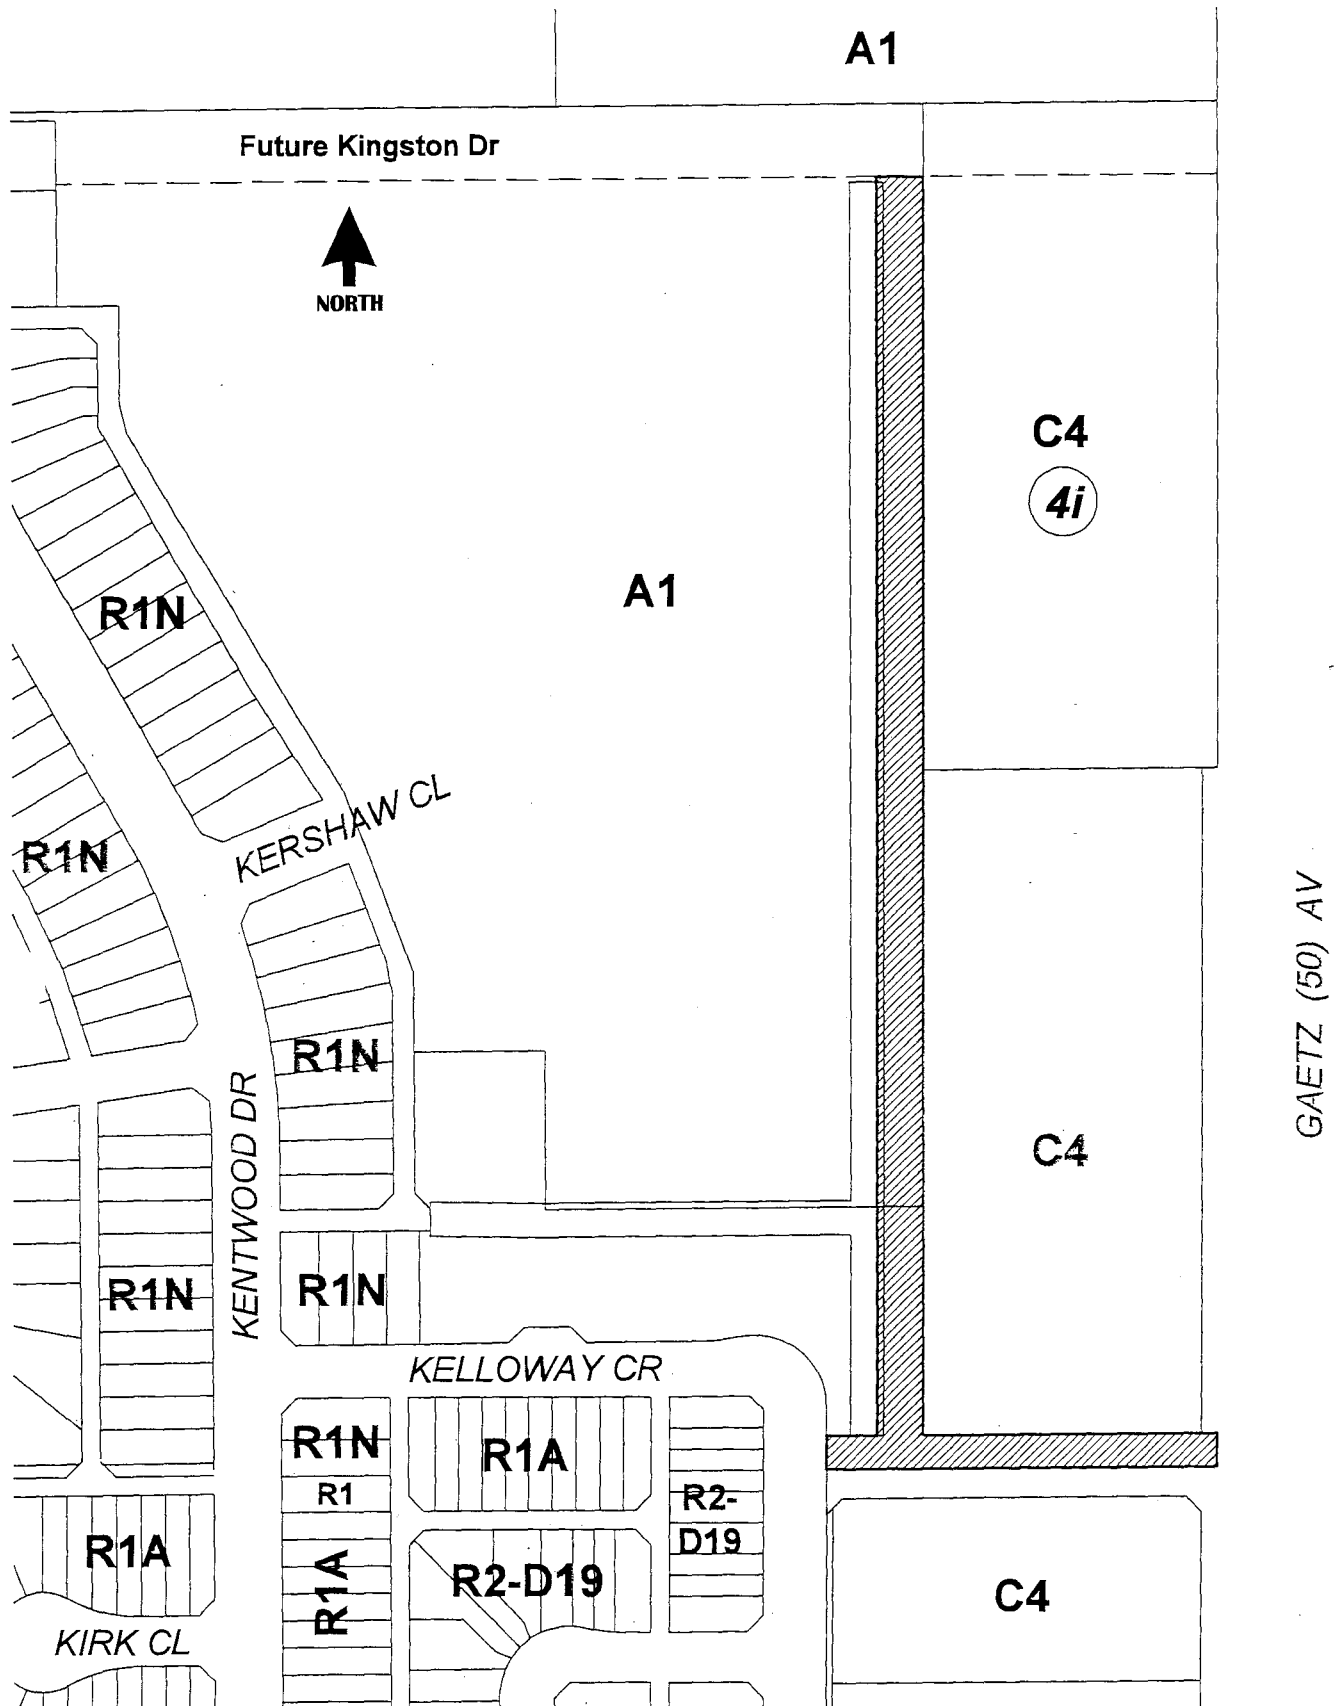 A1
Future Kingston Dr
NORTH
C4
4i
A1
R1N
KERSHAW CL
R1N
GAETZ (50) AV
R1N
KENTWOOD DR
C4
R1N
R1N
KELLOWAY CR
R1N
R1A
R1
R2-
D19
R1A
R1A
R2-D19
C4
KIRK CL